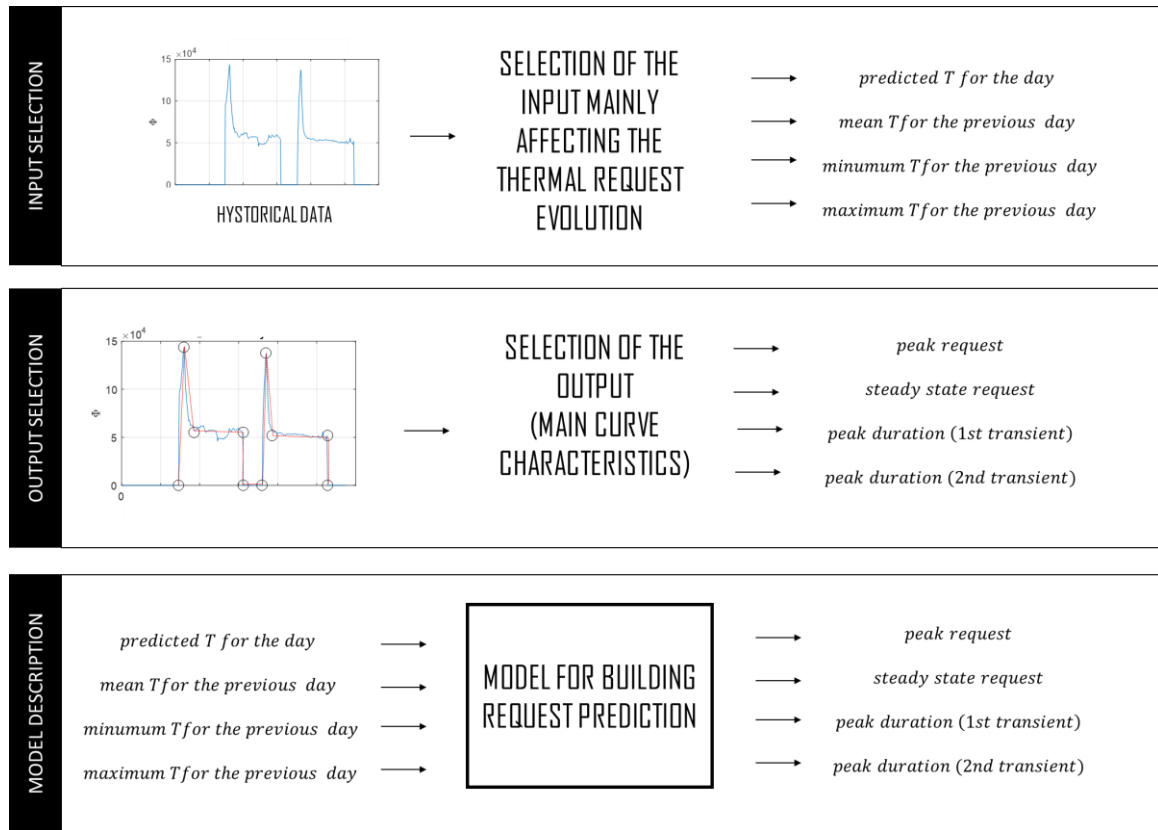 INPUT SELECTION
×10⁴
15
10
5
0
Φ
HYSTORICAL DATA
SELECTION OF THE
INPUT MAINLY
AFFECTING THE
THERMAL REQUEST
EVOLUTION
predicted T for the day
mean T for the previous day
minumum T for the previous day
maximum T for the previous day
OUTPUT SELECTION
×10⁴
15
10
5
0
0
Φ
SELECTION OF THE
OUTPUT
(MAIN CURVE
CHARACTERISTICS)
peak request
steady state request
peak duration (1st transient)
peak duration (2nd transient)
MODEL DESCRIPTION
predicted T for the day
mean T for the previous day
minumum T for the previous day
maximum T for the previous day
MODEL FOR BUILDING
REQUEST PREDICTION
peak request
steady state request
peak duration (1st transient)
peak duration (2nd transient)